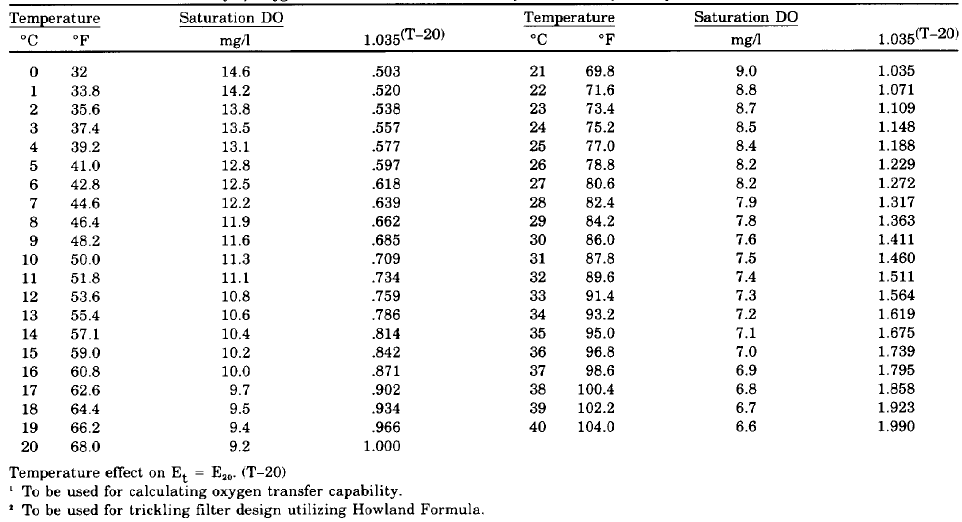 Temperature Saturation DO Temperature Saturation DO
°C °F mg/l 1.035(T–20) °C °F mg/l 1.035(T–20)
0 32 14.6 .503 21 69.8 9.0 1.035
1 33.8 14.2 .520 22 71.6 8.8 1.071
2 35.6 13.8 .538 23 73.4 8.7 1.109
3 37.4 13.5 .557 24 75.2 8.5 1.148
4 39.2 13.1 .577 25 77.0 8.4 1.188
5 41.0 12.8 .597 26 78.8 8.2 1.229
6 42.8 12.5 .618 27 80.6 8.2 1.272
7 44.6 12.2 .639 28 82.4 7.9 1.317
8 46.4 11.9 .662 29 84.2 7.8 1.363
9 48.2 11.6 .685 30 86.0 7.6 1.411
10 50.0 11.3 .709 31 87.8 7.5 1.460
11 51.8 11.1 .734 32 89.6 7.4 1.511
12 53.6 10.8 .759 33 91.4 7.3 1.564
13 55.4 10.6 .786 34 93.2 7.2 1.619
14 57.1 10.4 .814 35 95.0 7.1 1.675
15 59.0 10.2 .842 36 96.8 7.0 1.739
16 60.8 10.0 .871 37 98.6 6.9 1.795
17 62.6 9.7 .902 38 100.4 6.8 1.858
18 64.4 9.5 .934 39 102.2 6.7 1.923
19 66.2 9.4 .966 40 104.0 6.6 1.990
20 68.0 9.2 1.000
Temperature effect on Et = E20. (T–20)
¹ To be used for calculating oxygen transfer capability.
² To be used for trickling filter design utilizing Howland Formula.